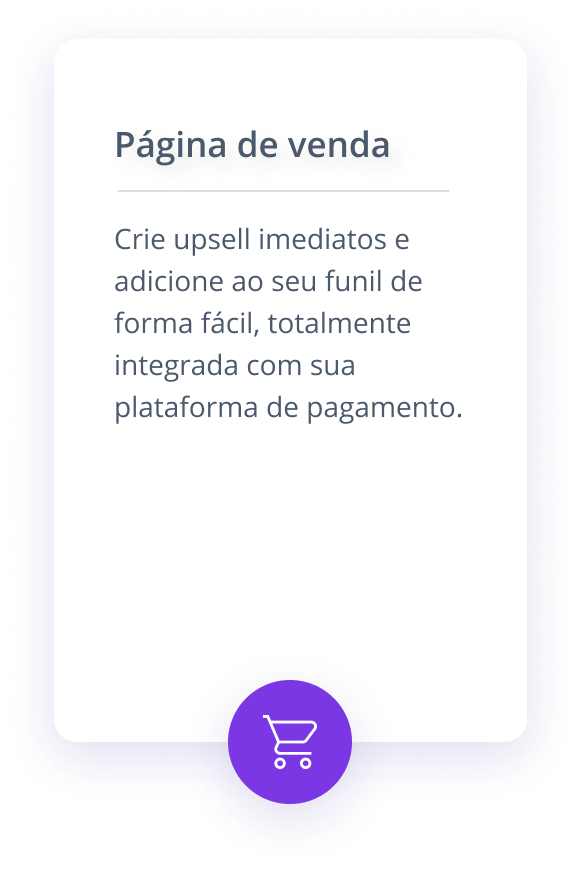 Página de venda
Crie upsell imediatos e
adicione ao seu funil de
forma fácil, totalmente
integrada com sua
plataforma de pagamento.